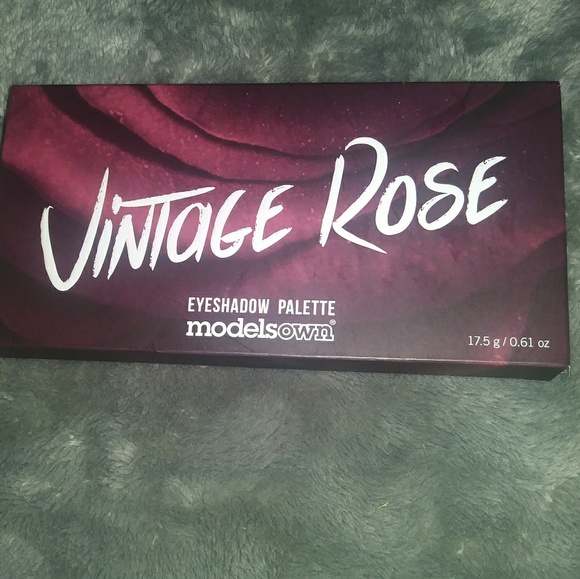 VINTAGE ROSE
EYESHADOW PALETTE
modelsown®
17.5 g / 0.61 oz